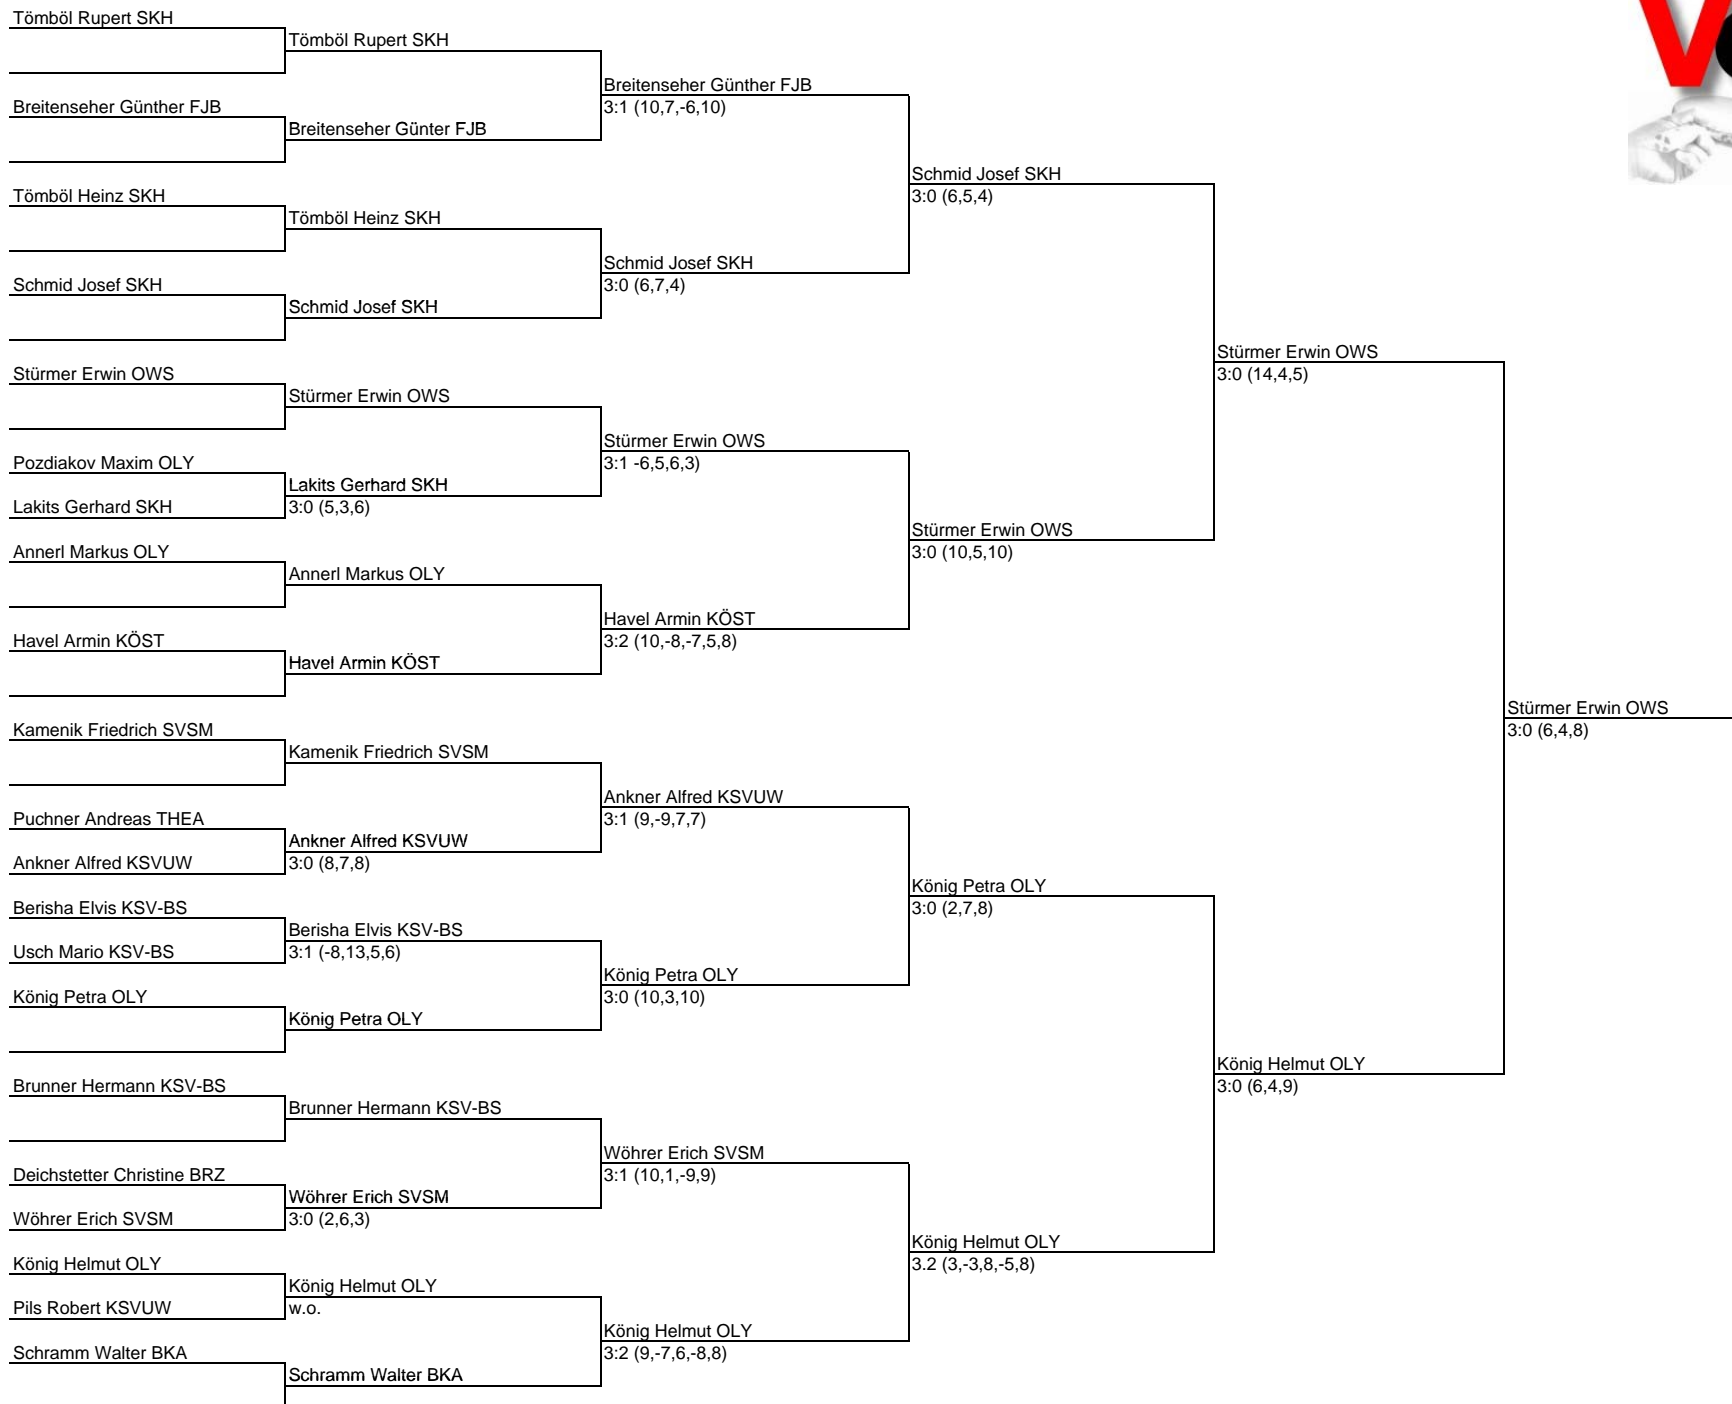 Tömböl Rupert SKH
Tömböl Rupert SKH
Breitenseher Günther FJB
3:1 (10,7,-6,10)
Breitenseher Günther FJB
Breitenseher Günter FJB
Schmid Josef SKH
3:0 (6,5,4)
Tömböl Heinz SKH
Tömböl Heinz SKH
Schmid Josef SKH
3:0 (6,7,4)
Schmid Josef SKH
Schmid Josef SKH
Stürmer Erwin OWS
3:0 (14,4,5)
Stürmer Erwin OWS
Stürmer Erwin OWS
Stürmer Erwin OWS
3:1 -6,5,6,3)
Pozdiakov Maxim OLY
Lakits Gerhard SKH
3:0 (5,3,6)
Lakits Gerhard SKH
Stürmer Erwin OWS
3:0 (10,5,10)
Annerl Markus OLY
Annerl Markus OLY
Havel Armin KÖST
3:2 (10,-8,-7,5,8)
Havel Armin KÖST
Havel Armin KÖST
Stürmer Erwin OWS
3:0 (6,4,8)
Kamenik Friedrich SVSM
Kamenik Friedrich SVSM
Ankner Alfred KSVUW
3:1 (9,-9,7,7)
Puchner Andreas THEA
Ankner Alfred KSVUW
3:0 (8,7,8)
Ankner Alfred KSVUW
König Petra OLY
3:0 (2,7,8)
Berisha Elvis KSV-BS
Berisha Elvis KSV-BS
3:1 (-8,13,5,6)
Usch Mario KSV-BS
König Petra OLY
3:0 (10,3,10)
König Petra OLY
König Petra OLY
König Helmut OLY
3:0 (6,4,9)
Brunner Hermann KSV-BS
Brunner Hermann KSV-BS
Wöhrer Erich SVSM
3:1 (10,1,-9,9)
Deichstetter Christine BRZ
Wöhrer Erich SVSM
3:0 (2,6,3)
Wöhrer Erich SVSM
König Helmut OLY
3.2 (3,-3,8,-5,8)
König Helmut OLY
König Helmut OLY
w.o.
Pils Robert KSVUW
König Helmut OLY
3:2 (9,-7,6,-8,8)
Schramm Walter BKA
Schramm Walter BKA